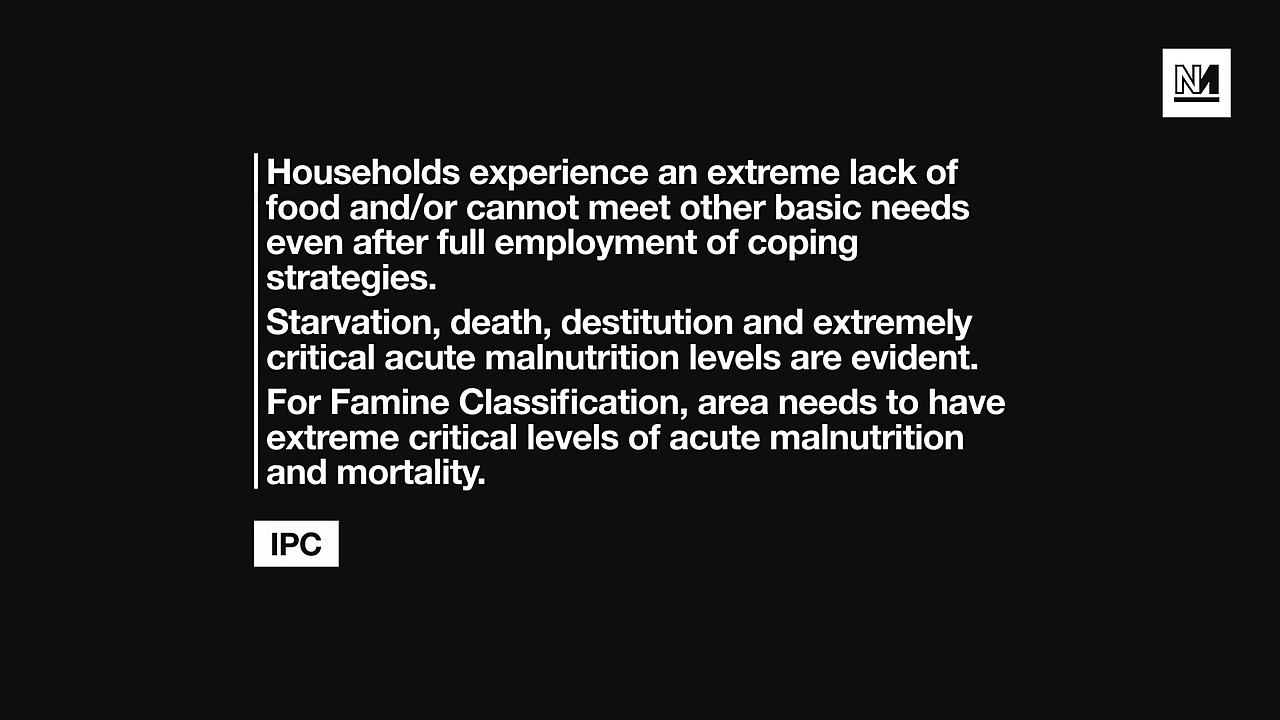 NM
Households experience an extreme lack of
food and/or cannot meet other basic needs
even after full employment of coping
strategies.
Starvation, death, destitution and extremely
critical acute malnutrition levels are evident.
For Famine Classification, area needs to have
extreme critical levels of acute malnutrition
and mortality.
IPC